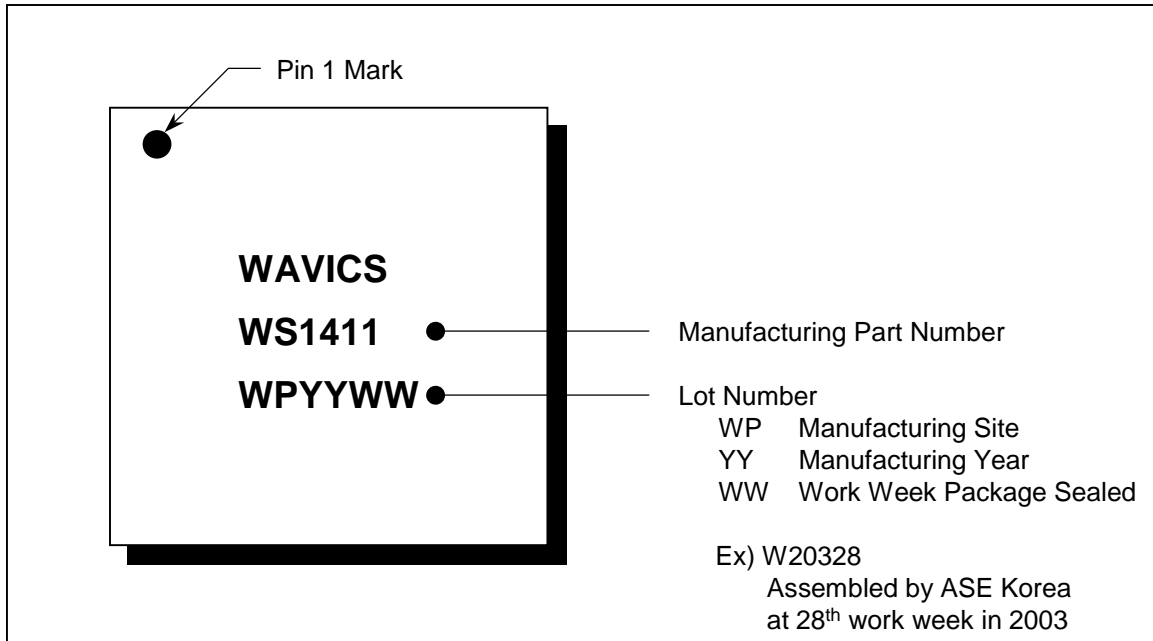 Pin 1 Mark
WAVICS
WS1411
Manufacturing Part Number
WPYYWW
Lot Number
WP Manufacturing Site
YY Manufacturing Year
WW Work Week Package Sealed
Ex) W20328
Assembled by ASE Korea
at 28th work week in 2003